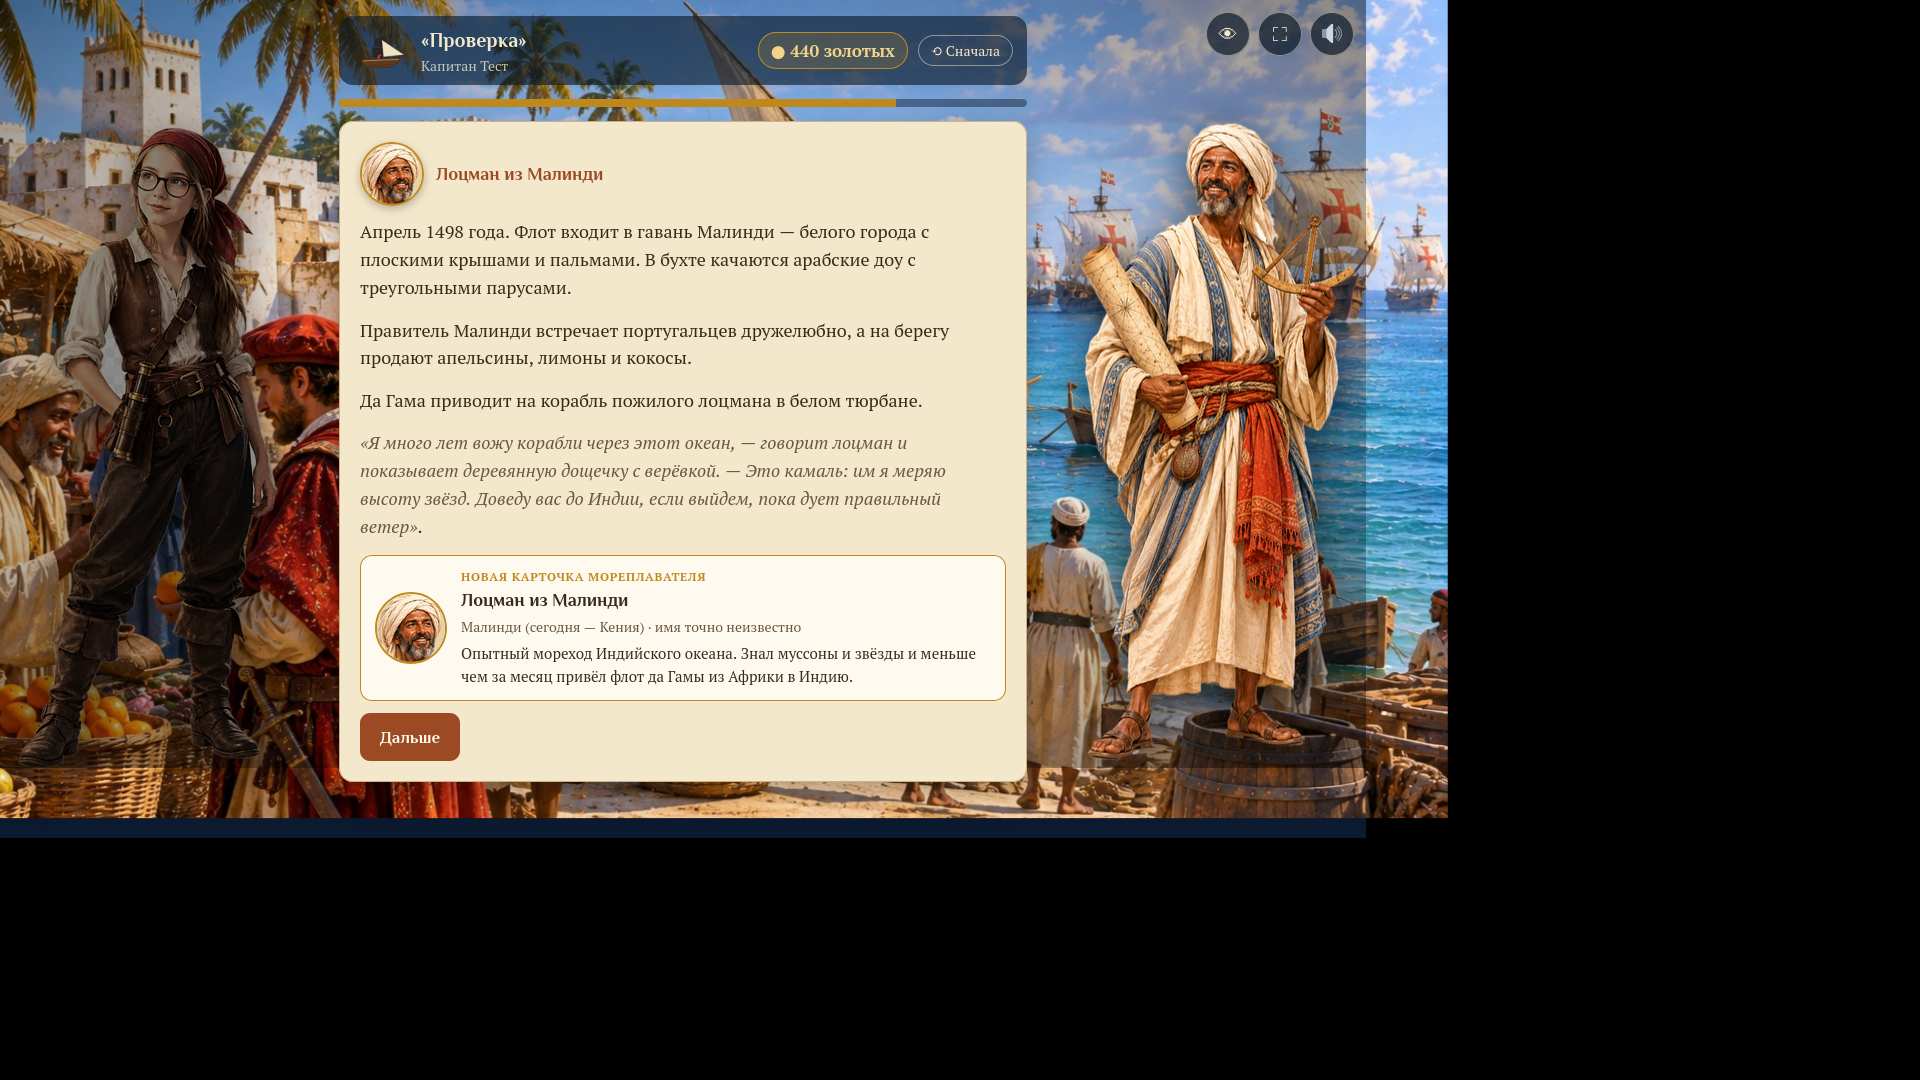 «Проверка»
Капитан Тест
440 золотых
⟲ Сначала
Лоцман из Малинди
Апрель 1498 года. Флот входит в гавань Малинди — белого города с
плоскими крышами и пальмами. В бухте качаются арабские доу с
треугольными парусами.
Правитель Малинди встречает португальцев дружелюбно, а на берегу
продают апельсины, лимоны и кокосы.
Да Гама приводит на корабль пожилого лоцмана в белом тюрбане.
«Я много лет вожу корабли через этот океан, — говорит лоцман и
показывает деревянную дощечку с верёвкой. — Это камаль: им я меряю
высоту звёзд. Доведу вас до Индии, если выйдем, пока дует правильный
ветер».
НОВАЯ КАРТОЧКА МОРЕПЛАВАТЕЛЯ
Лоцман из Малинди
Малинди (сегодня — Кения) · имя точно неизвестно
Опытный мореход Индийского океана. Знал муссоны и звёзды и меньше
чем за месяц привёл флот да Гамы из Африки в Индию.
Дальше